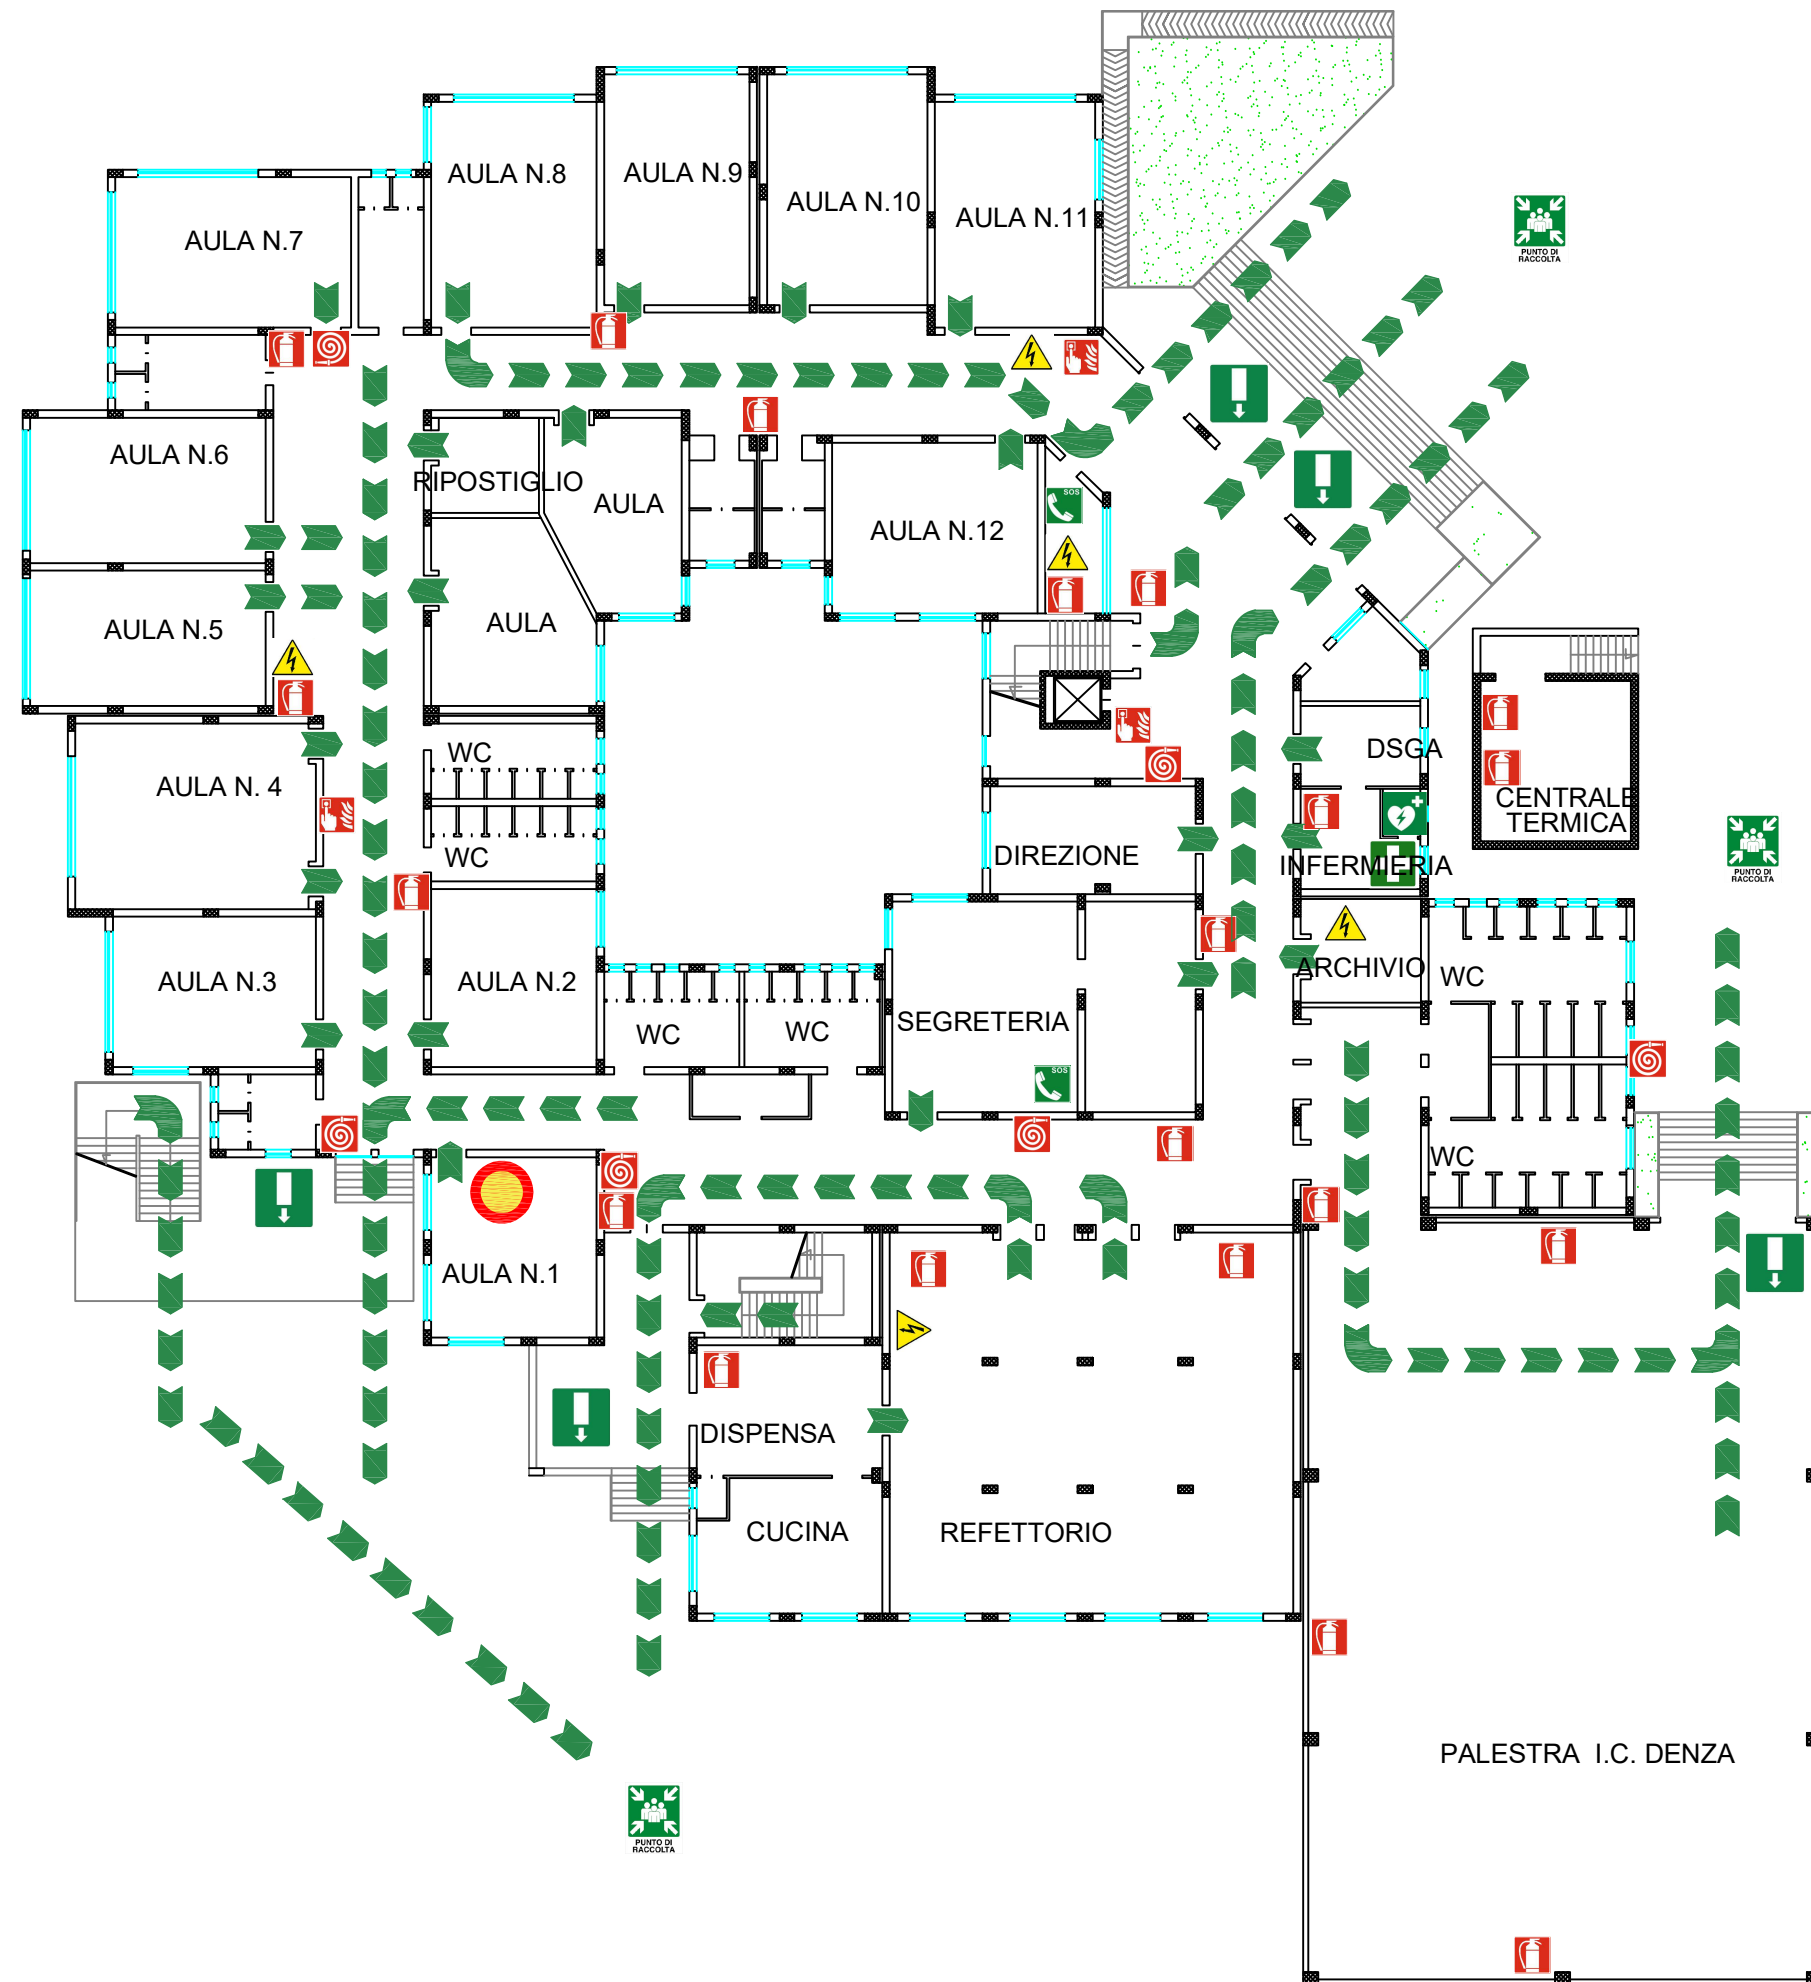 AULA N.8
AULA N.9
AULA N.10
AULA N.11
AULA N.7
PUNTO DI
RACCOLTA
AULA N.6
RIPOSTIGLIO
AULA
AULA N.12
SOS
AULA N.5
AULA
WC
DSGA
AULA N. 4
CENTRALE
TERMICA
WC
DIREZIONE
INFERMIERIA
PUNTO DI
RACCOLTA
AULA N.3
AULA N.2
ARCHIVIO
WC
WC
WC
SEGRETERIA
SOS
WC
AULA N.1
DISPENSA
CUCINA
REFETTORIO
PALESTRA I.C. DENZA
PUNTO DI
RACCOLTA